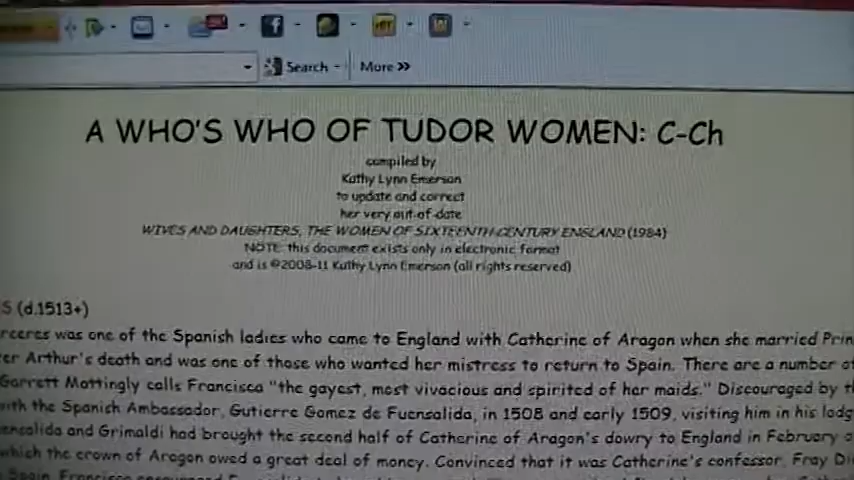 Search
More »
A WHO'S WHO OF TUDOR WOMEN: C-Ch
compiled by
Kathy Lynn Emerson
to update and correct
her very out-of-date
WIVES AND DAUGHTERS, THE WOMEN OF SIXTEENTH-CENTURY ENGLAND (1984)
NOTE: this document exists only in electronic format
and is ©2008-11 Kathy Lynn Emerson (all rights reserved)
S (d.1513+)
rceres was one of the Spanish ladies who came to England with Catherine of Aragon when she married Prin
er Arthur's death and was one of those who wanted her mistress to return to Spain. There are a number of
Garrett Mattingly calls Francisca "the gayest, most vivacious and spirited of her maids." Discouraged by th
with the Spanish Ambassador, Gutierre Gomez de Fuensalida, in 1508 and early 1509, visiting him in his lodg
ensalida and Grimaldi had brought the second half of Catherine of Aragon's dowry to England in February o
which the crown of Aragon owed a great deal of money. Convinced that it was Catherine's confessor, Fray Di
Spain, Francisca encouraged